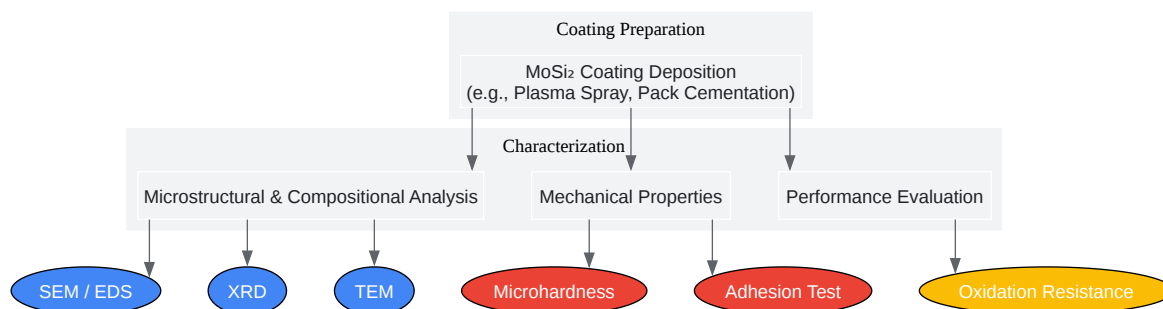 Coating Preparation
MoSi₂ Coating Deposition
(e.g., Plasma Spray, Pack Cementation)
Characterization
Microstructural & Compositional Analysis
Mechanical Properties
Performance Evaluation
SEM / EDS
XRD
TEM
Microhardness
Adhesion Test
Oxidation Resistance